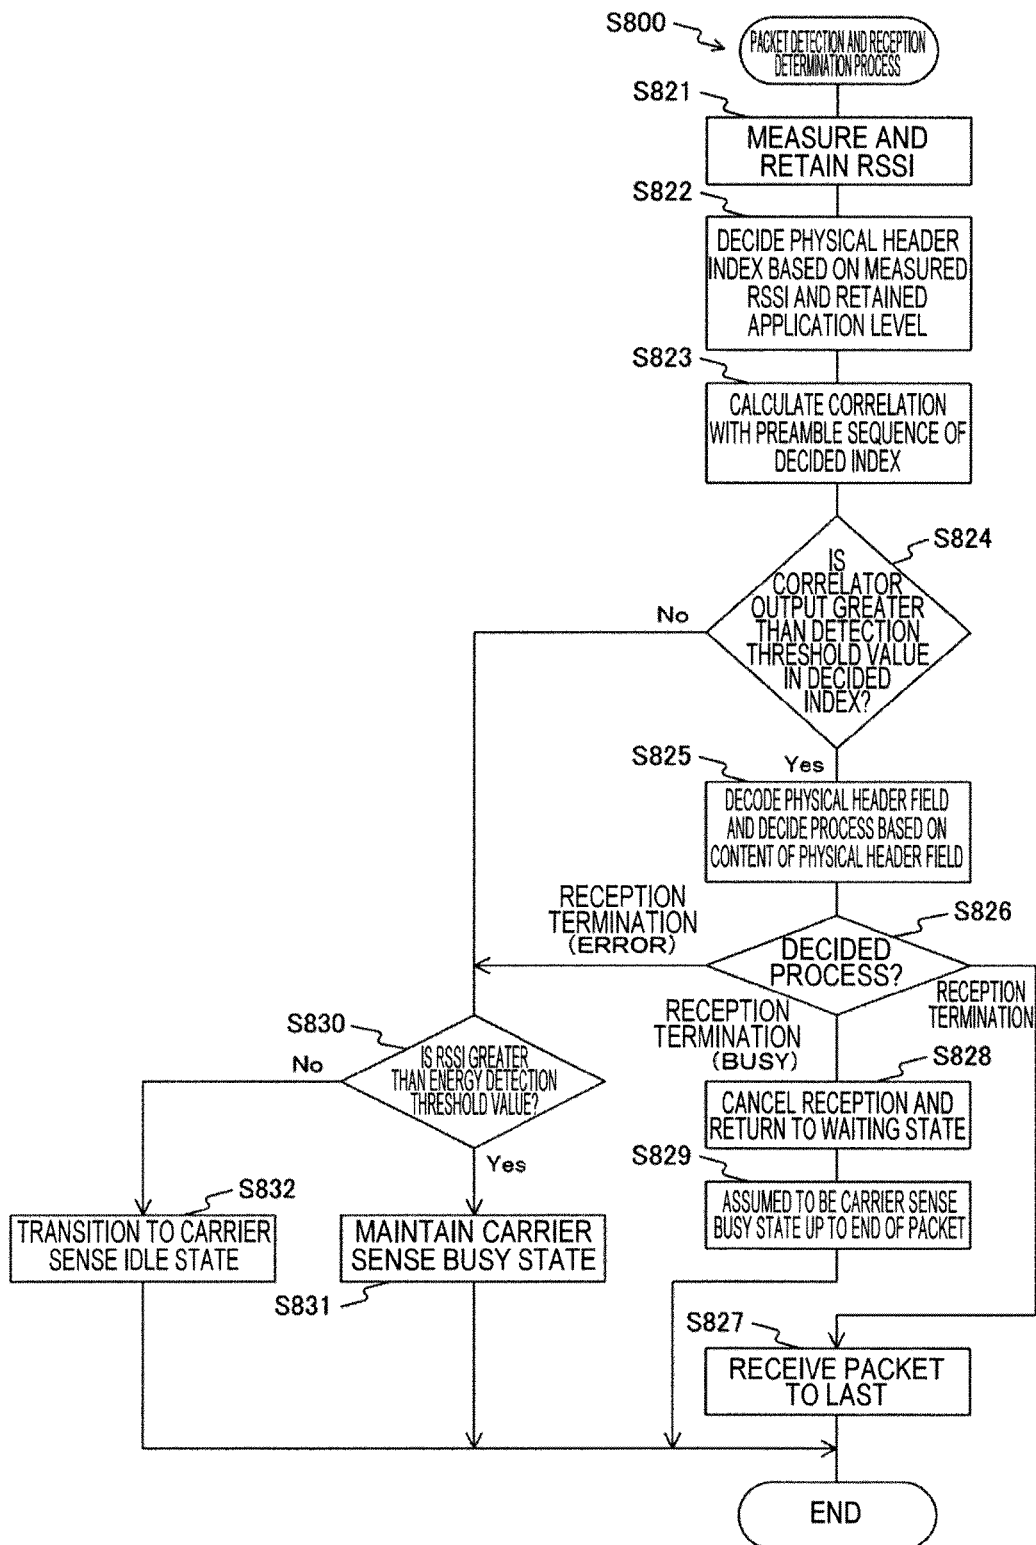 S800
PACKET DETECTION AND RECEPTION
DETERMINATION PROCESS
S821
MEASURE AND
RETAIN RSSI
S822
DECIDE PHYSICAL HEADER
INDEX BASED ON MEASURED
RSSI AND RETAINED
APPLICATION LEVEL
S823
CALCULATE CORRELATION
WITH PREAMBLE SEQUENCE OF
DECIDED INDEX
S824
IS
CORRELATOR
OUTPUT GREATER
THAN DETECTION
THRESHOLD VALUE
IN DECIDED
INDEX?
No
Yes
S825
DECODE PHYSICAL HEADER FIELD
AND DECIDE PROCESS BASED ON
CONTENT OF PHYSICAL HEADER FIELD
S826
DECIDED
PROCESS?
RECEPTION
TERMINATION
(ERROR)
RECEPTION
TERMINATION
(BUSY)
RECEPTION
TERMINATION
S828
CANCEL RECEPTION AND
RETURN TO WAITING STATE
S829
ASSUMED TO BE CARRIER SENSE
BUSY STATE UP TO END OF PACKET
S830
IS RSSI GREATER
THAN ENERGY DETECTION
THRESHOLD VALUE?
No
Yes
S832
TRANSITION TO CARRIER
SENSE IDLE STATE
MAINTAIN CARRIER
SENSE BUSY STATE
S831
S827
RECEIVE PACKET
TO LAST
END